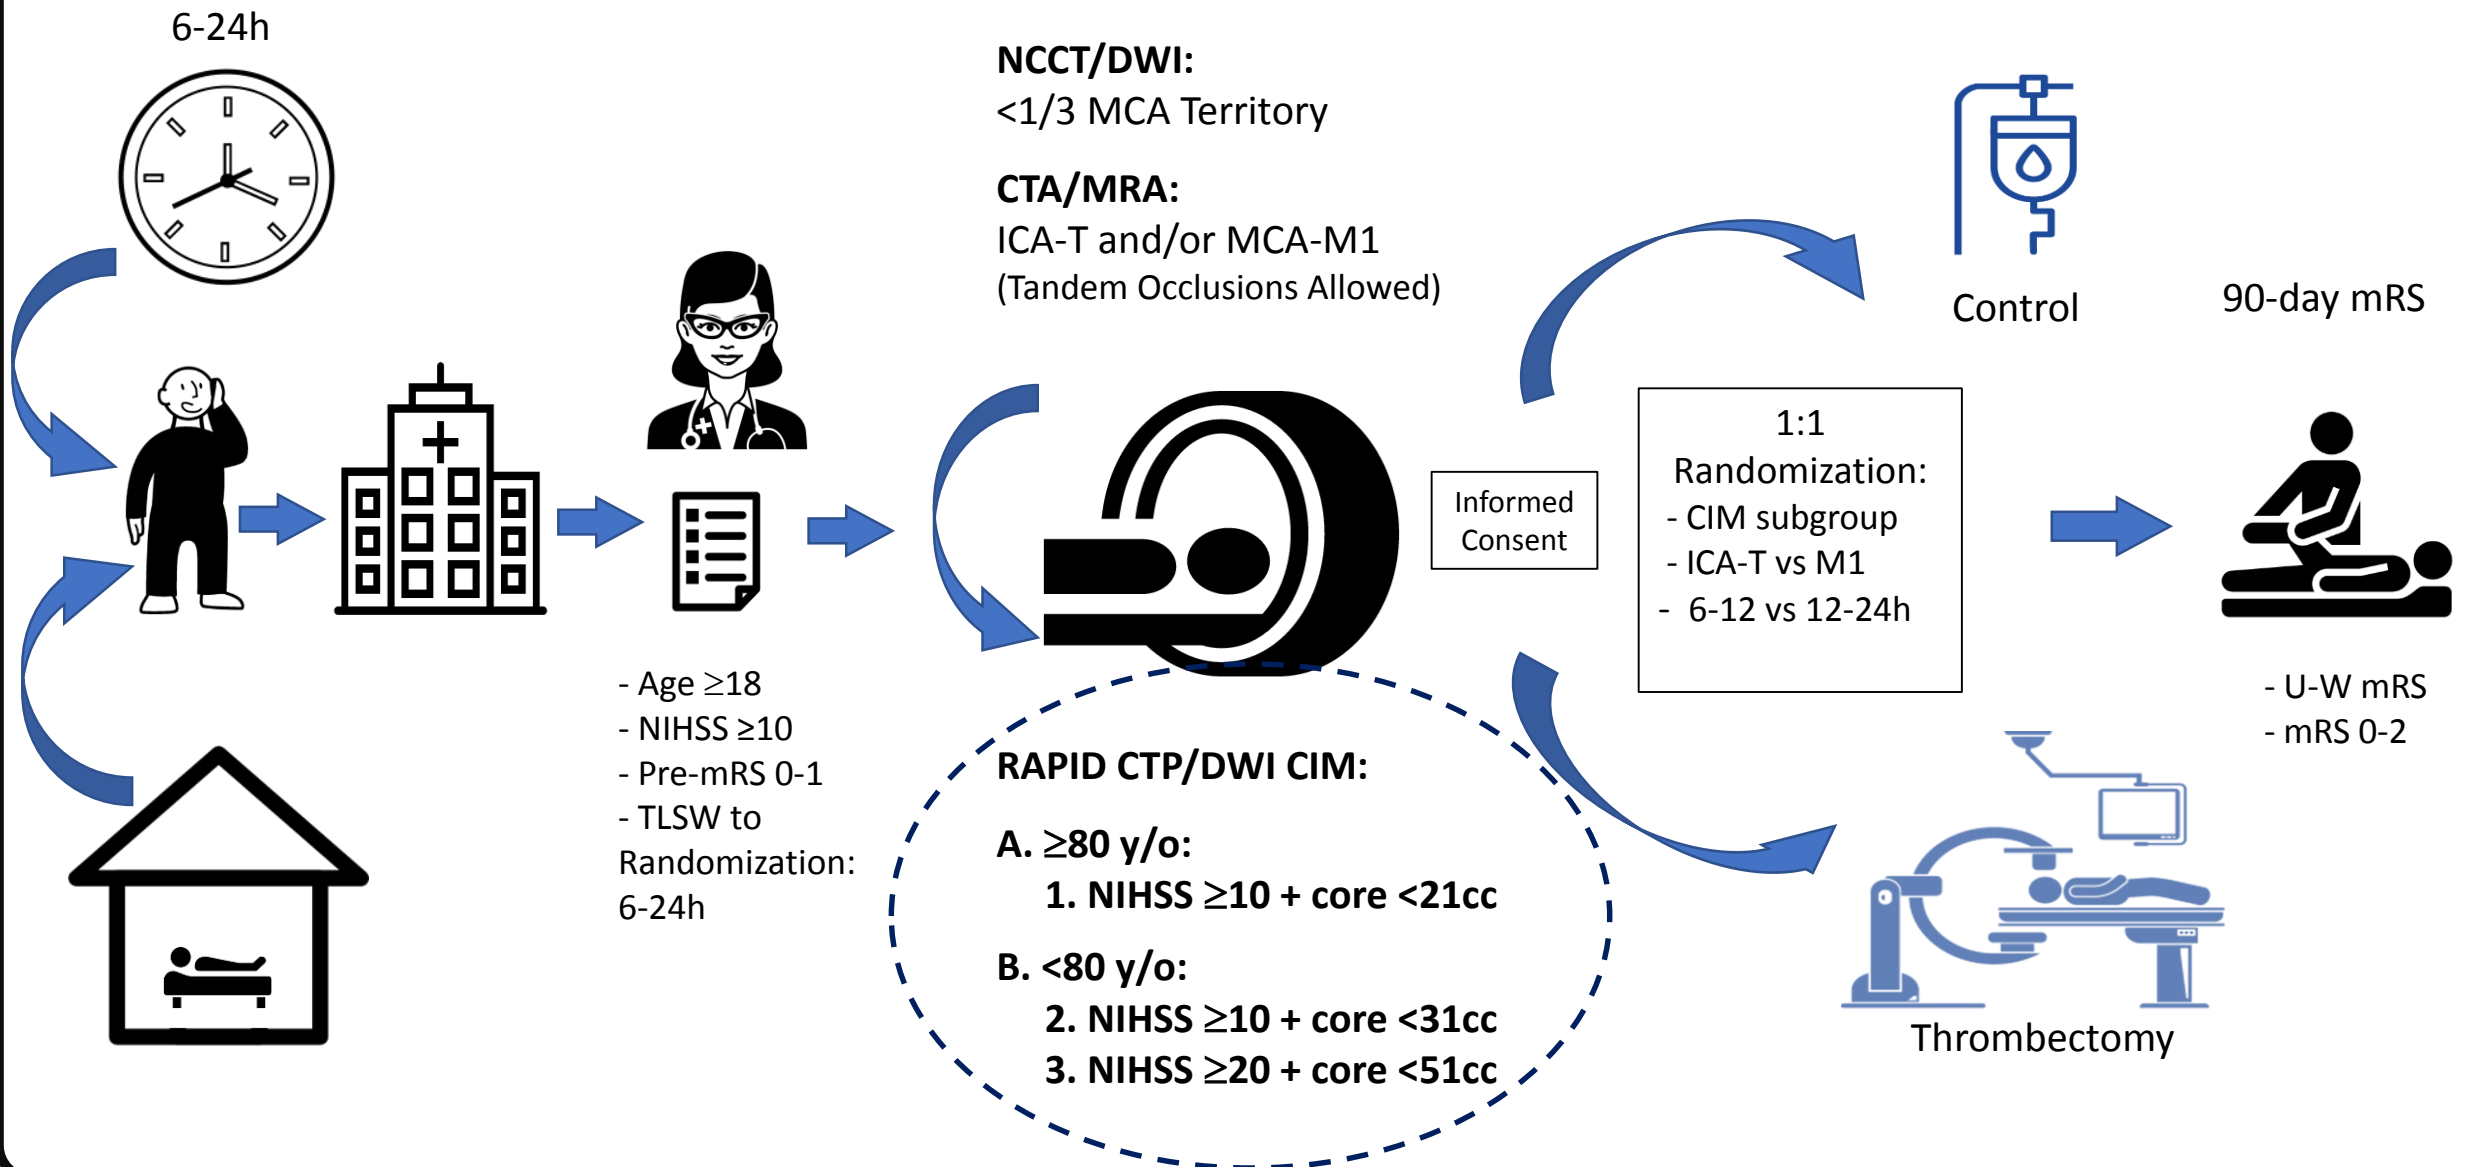 6-24h
NCCT/DWI:
<1/3 MCA Territory
CTA/MRA:
ICA-T and/or MCA-M1
(Tandem Occlusions Allowed)
- Age ≥18
- NIHSS ≥10
- Pre-mRS 0-1
- TLSW to
Randomization:
6-24h
RAPID CTP/DWI CIM:
A. ≥80 y/o:
1. NIHSS ≥10 + core <21cc
B. <80 y/o:
2. NIHSS ≥10 + core <31cc
3. NIHSS ≥20 + core <51cc
Informed
Consent
Control
1:1
Randomization:
- CIM subgroup
- ICA-T vs M1
- 6-12 vs 12-24h
Thrombectomy
90-day mRS
- U-W mRS
- mRS 0-2